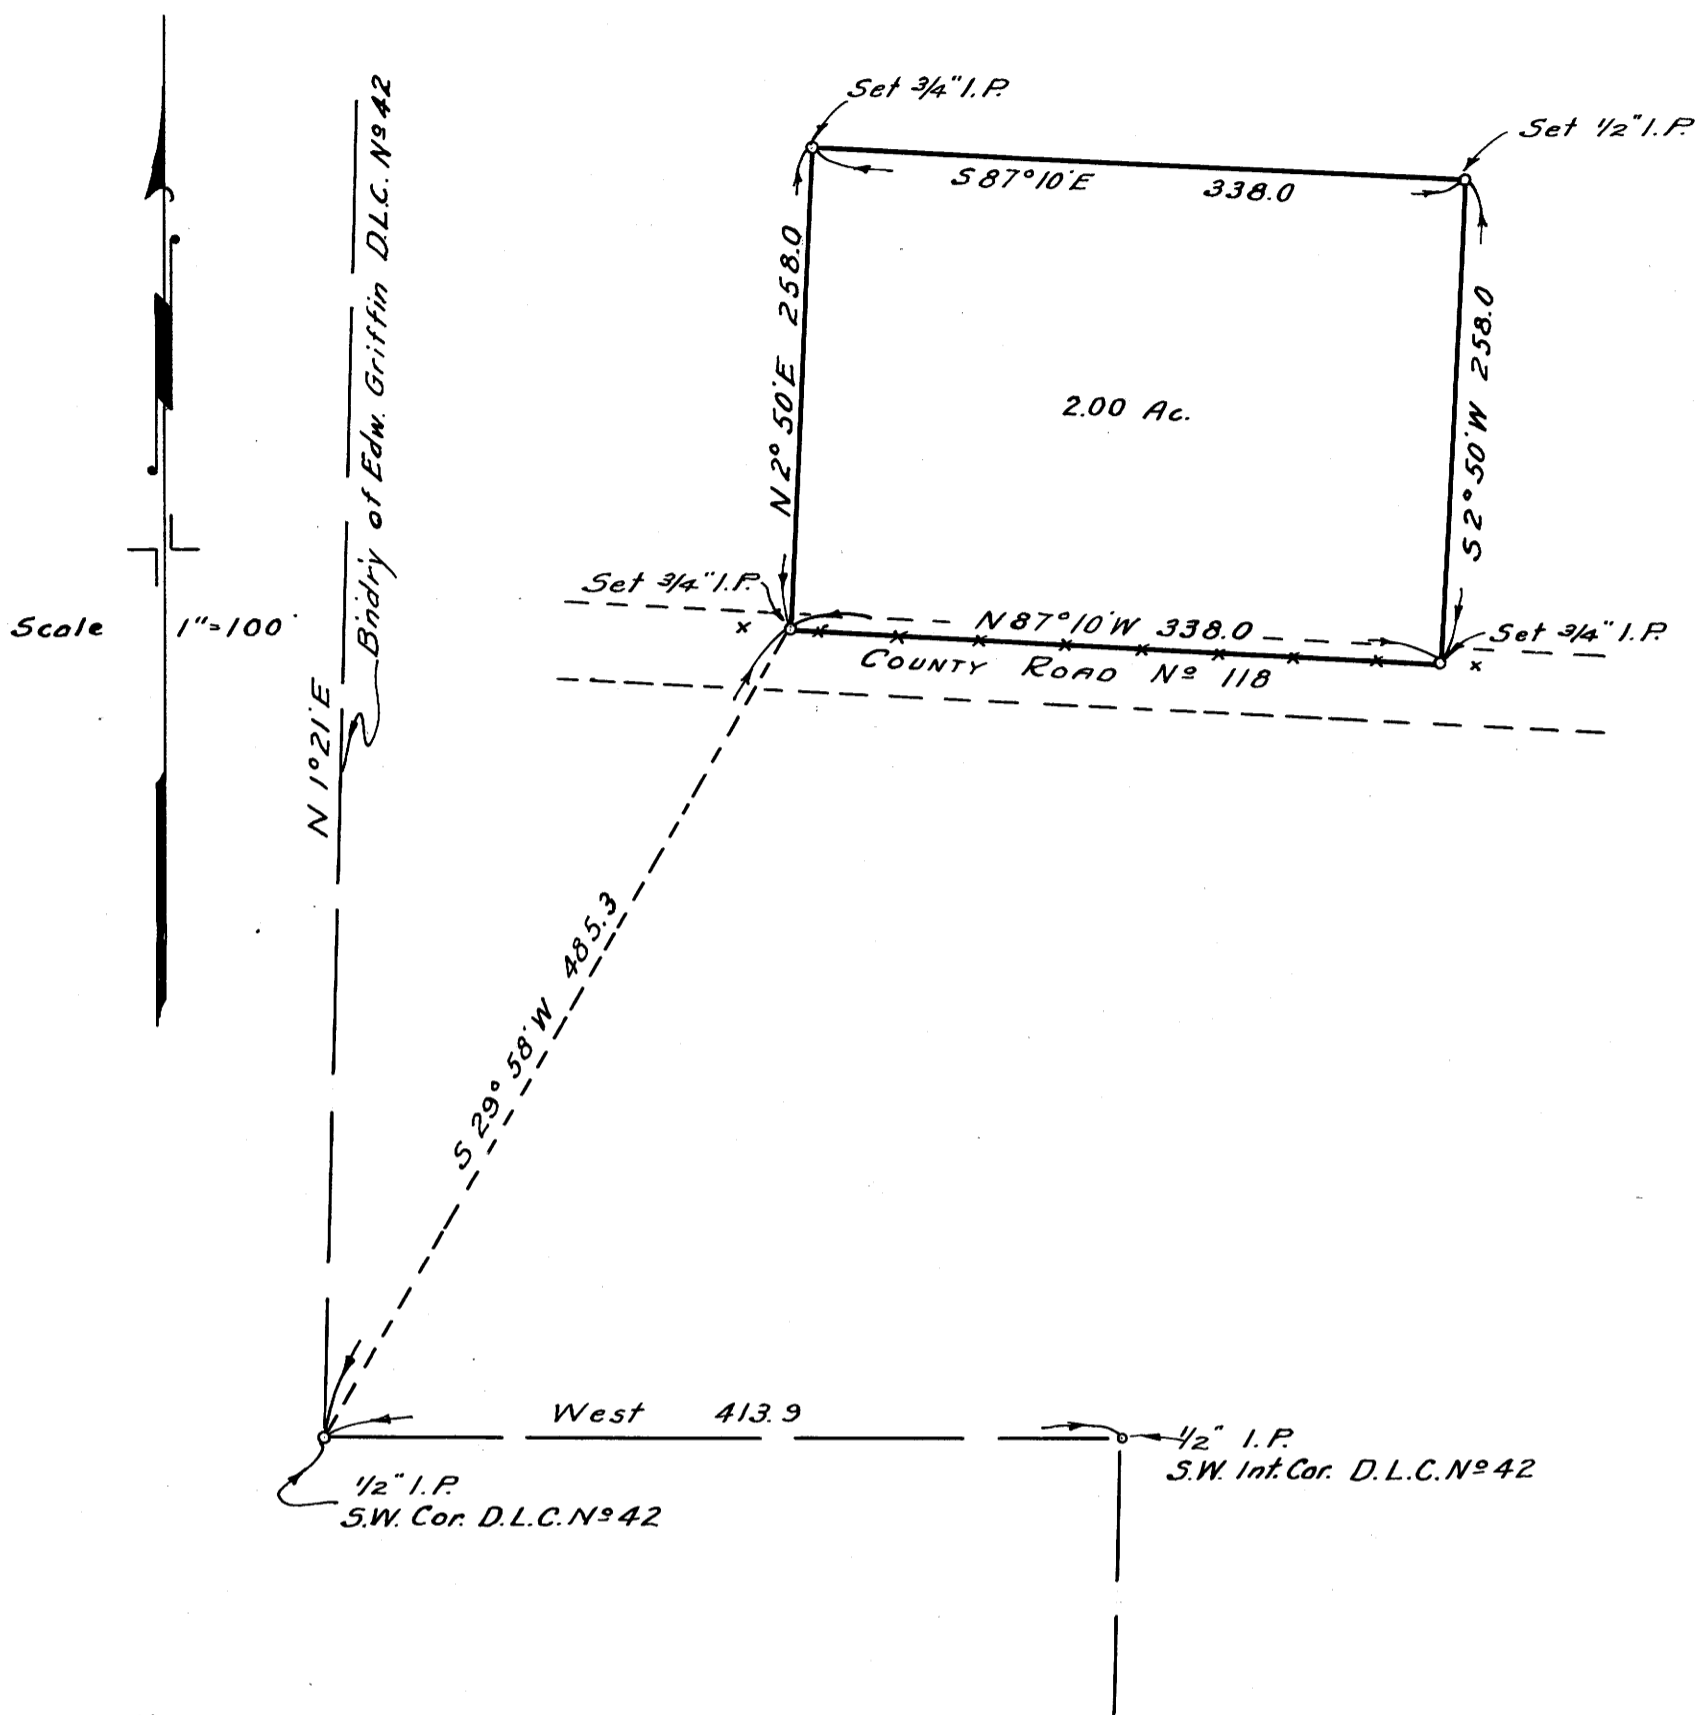 Set 3/4" I.P.
Set 1/2" I.P.
S 87° 10' E 338.0
N 2° 50' E 258.0
S 2° 50' W 258.0
2.00 Ac.
Bndry of Edw. Griffin D.L.C. Nº 42
Set 3/4" I.P.
N 87° 10' W 338.0
Set 3/4" I.P.
COUNTY ROAD Nº 118
Scale 1"=100'
N 1° 21' E
S 29° 58' W 485.3
West 413.9
1/2" I.P.
S.W. Int. Cor. D.L.C. Nº 42
1/2" I.P.
S.W. Cor. D.L.C. Nº 42